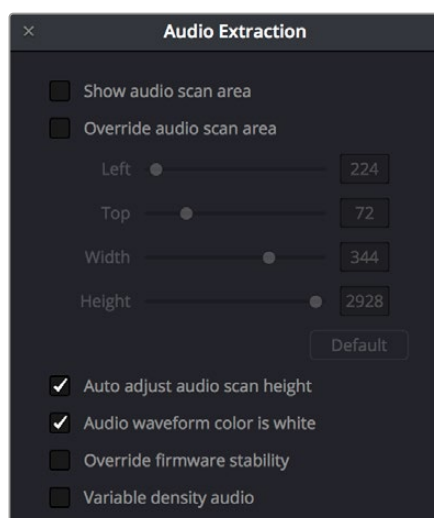 Audio Extraction
Show audio scan area
Override audio scan area
Left 224
Top 72
Width 344
Height 2928
Default
Auto adjust audio scan height
Audio waveform color is white
Override firmware stability
Variable density audio